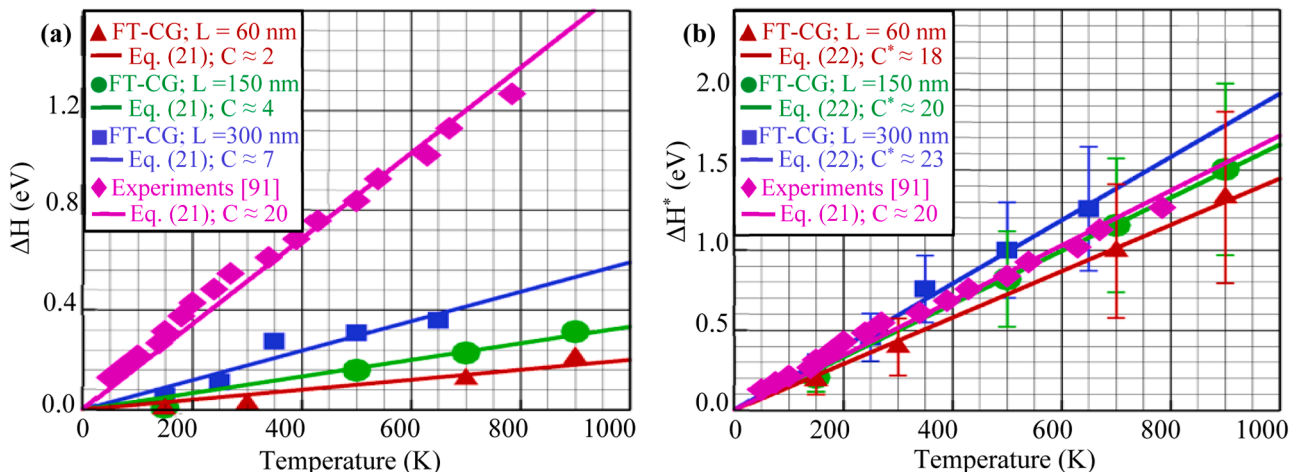 (a)
FT-CG; L = 60 nm
Eq. (21); C ≈ 2
FT-CG; L =150 nm
Eq. (21); C ≈ 4
FT-CG; L =300 nm
Eq. (21); C ≈ 7
Experiments [91]
Eq. (21); C ≈ 20
ΔH (eV)
1.2
0.8
0.4
0.0
0
200
400
600
800
1000
Temperature (K)
(b)
FT-CG; L = 60 nm
Eq. (22); C* ≈ 18
FT-CG; L =150 nm
Eq. (22); C* ≈ 20
FT-CG; L =300 nm
Eq. (22); C* ≈ 23
Experiments [91]
Eq. (21); C ≈ 20
ΔH* (eV)
2.0
1.5
1.0
0.5
0.0
0
200
400
600
800
1000
Temperature (K)